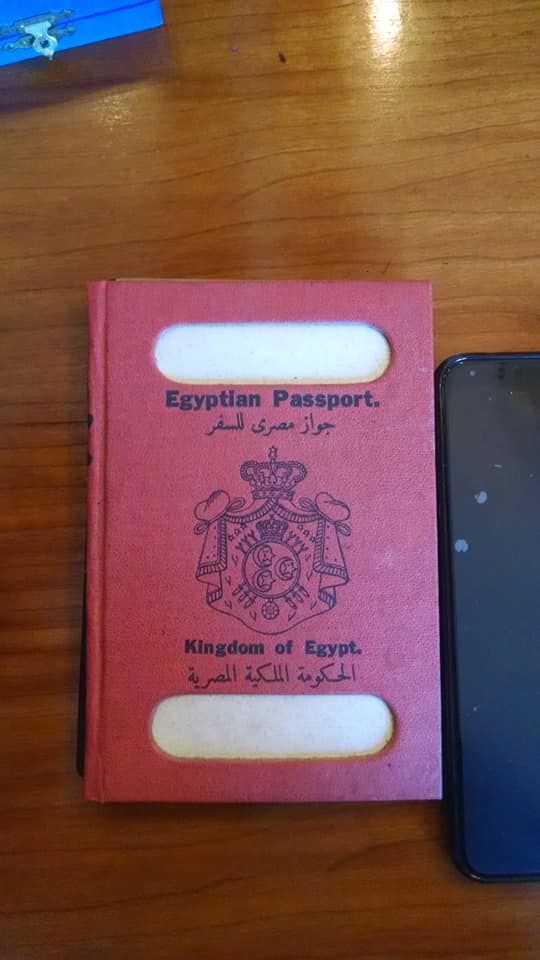 Egyptian Passport.
جواز مصرى للسفر
Kingdom of Egypt.
الحكومة الملكية المصرية